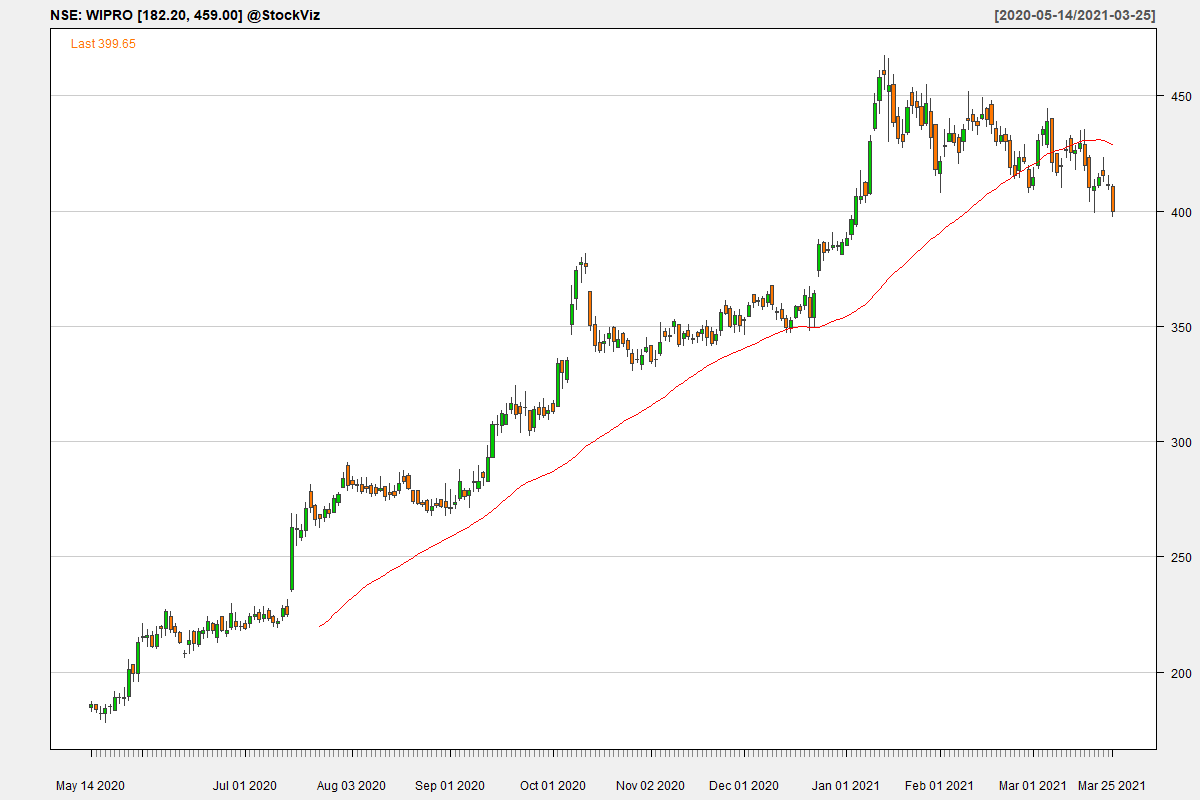 NSE: WIPRO [182.20, 459.00] @StockViz
[2020-05-14/2021-03-25]
Last 399.65
450
400
350
300
250
200
May 14 2020 Jul 01 2020 Aug 03 2020 Sep 01 2020 Oct 01 2020 Nov 02 2020 Dec 01 2020 Jan 01 2021 Feb 01 2021 Mar 01 2021 Mar 25 2021